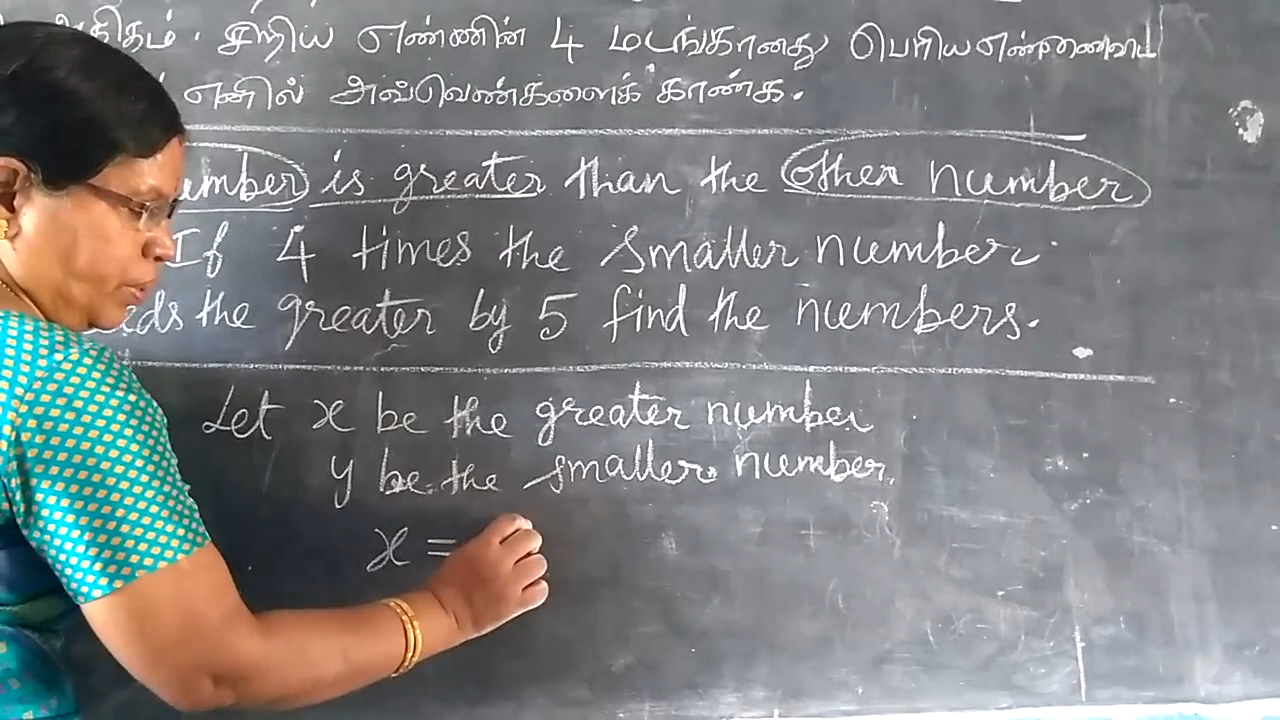 சிறிய எண்ணின் 4 மடங்கானது பெரிய எண்ணைவிட
எனில் அவ்வெண்களைக் காண்க.
umber is greater than the other number
If 4 times the smaller number
eds the greater by 5 find the numbers.
Let x be the greater number
y be the smaller number.
x =